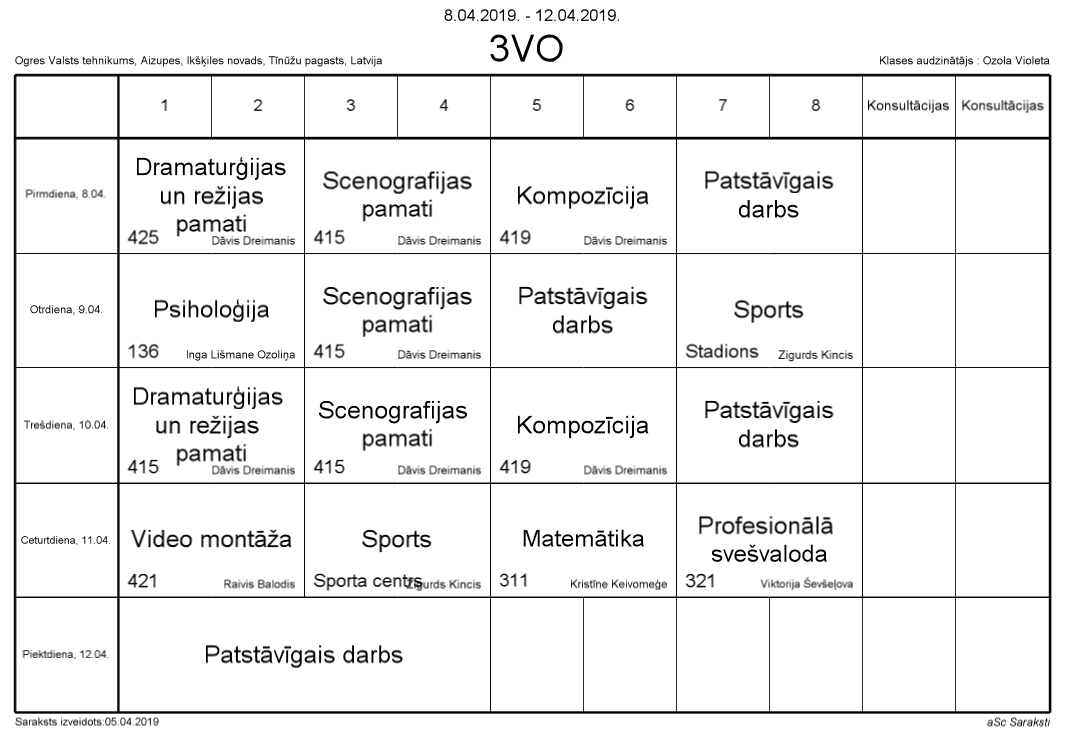 8.04.2019. - 12.04.2019.
3VO
Ogres Valsts tehnikums, Aizupes, Ikšķiles novads, Tīnūžu pagasts, Latvija
Klases audzinātājs : Ozola Violeta
1 2 3 4 5 6 7 8 Konsultācijas Konsultācijas
Pirmdiena, 8.04.
Dramaturģijas
un režijas
pamati
425 Dāvis Dreimanis
Scenografijas
pamati
415 Dāvis Dreimanis
Kompozīcija
419 Dāvis Dreimanis
Patstāvīgais
darbs
Otrdiena, 9.04.
Psiholoģija
136 Inga Lišmane Ozoliņa
Scenografijas
pamati
415 Dāvis Dreimanis
Patstāvīgais
darbs
Sports
Stadions Zigurds Kincis
Trešdiena, 10.04.
Dramaturģijas
un režijas
pamati
415 Dāvis Dreimanis
Scenografijas
pamati
415 Dāvis Dreimanis
Kompozīcija
419 Dāvis Dreimanis
Patstāvīgais
darbs
Ceturtdiena, 11.04.
Video montāža
421 Raivis Balodis
Sports
Sporta centrs Zigurds Kincis
Matemātika
311 Kristīne Keivomeģe
Profesionālā
svešvaloda
321 Viktorija Ševšeļova
Piektdiena, 12.04.
Patstāvīgais darbs
Saraksts izveidots:05.04.2019
aSc Saraksti